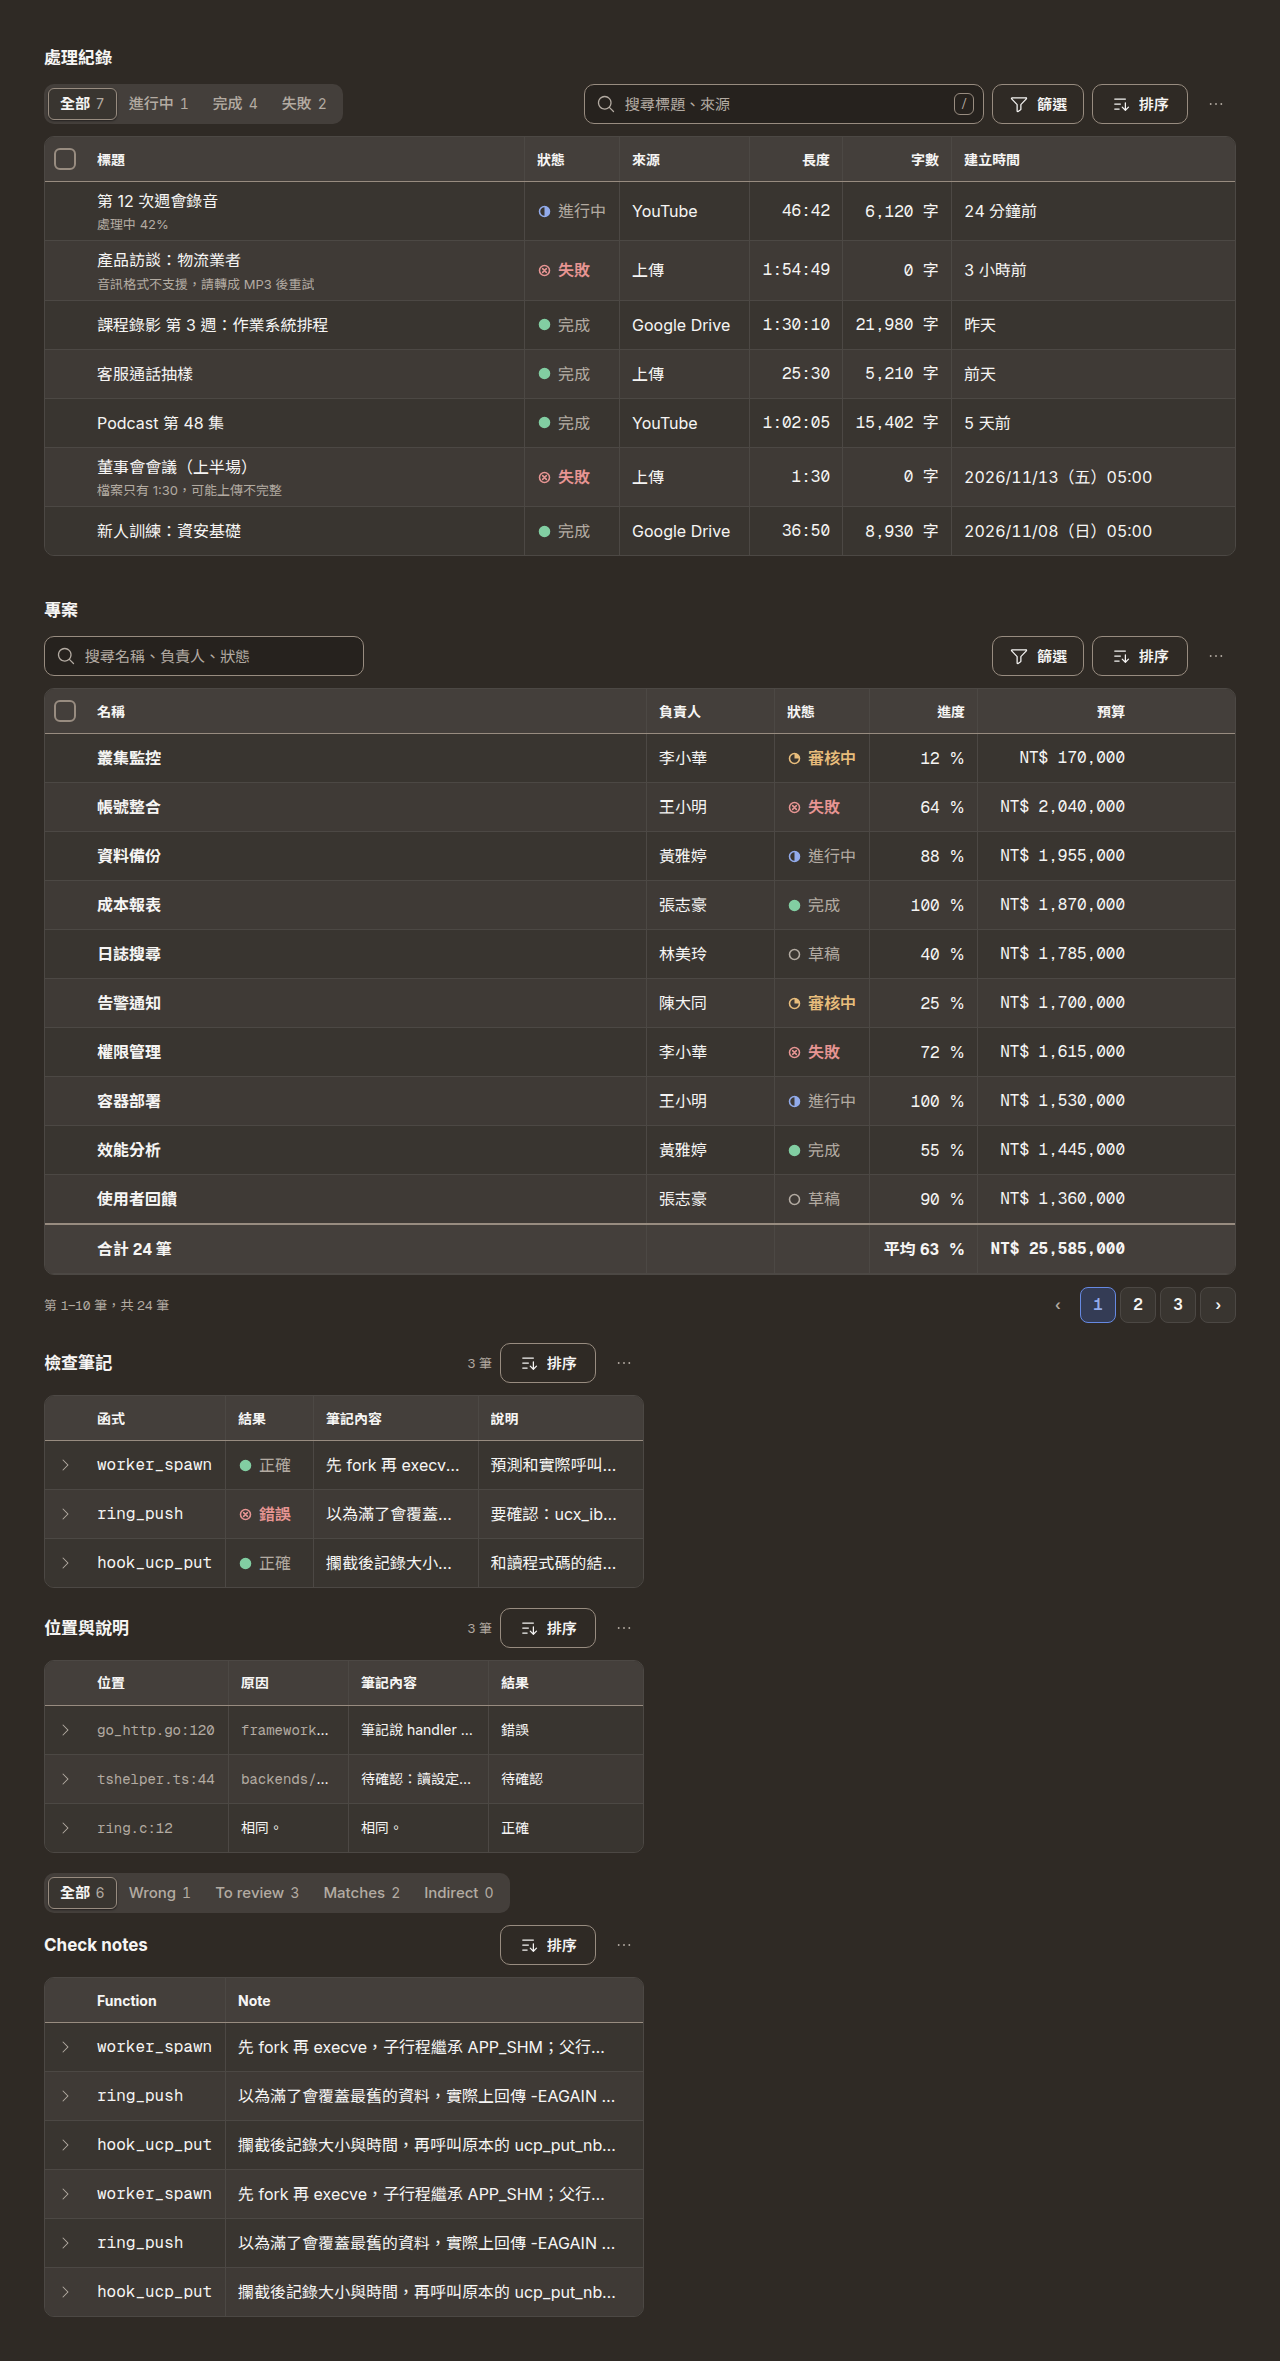 處理紀錄
全部 7 進行中 1 完成 4 失敗 2 搜尋標題、來源 / 篩選 排序 ···
標題 狀態 來源 長度 字數 建立時間
第 12 次週會錄音
處理中 42%
進行中 YouTube 46:42 6,120 字 24 分鐘前
產品訪談：物流業者
音訊格式不支援，請轉成 MP3 後重試
失敗 上傳 1:54:49 0 字 3 小時前
課程錄影 第 3 週：作業系統排程 完成 Google Drive 1:30:10 21,980 字 昨天
客服通話抽樣 完成 上傳 25:30 5,210 字 前天
Podcast 第 48 集 完成 YouTube 1:02:05 15,402 字 5 天前
董事會會議（上半場）
檔案只有 1:30，可能上傳不完整
失敗 上傳 1:30 0 字 2026/11/13（五）05:00
新人訓練：資安基礎 完成 Google Drive 36:50 8,930 字 2026/11/08（日）05:00
專案
搜尋名稱、負責人、狀態 篩選 排序 ···
名稱 負責人 狀態 進度 預算
叢集監控 李小華 審核中 12 % NT$ 170,000
帳號整合 王小明 失敗 64 % NT$ 2,040,000
資料備份 黃雅婷 進行中 88 % NT$ 1,955,000
成本報表 張志豪 完成 100 % NT$ 1,870,000
日誌搜尋 林美玲 草稿 40 % NT$ 1,785,000
告警通知 陳大同 審核中 25 % NT$ 1,700,000
權限管理 李小華 失敗 72 % NT$ 1,615,000
容器部署 王小明 進行中 100 % NT$ 1,530,000
效能分析 黃雅婷 完成 55 % NT$ 1,445,000
使用者回饋 張志豪 草稿 90 % NT$ 1,360,000
合計 24 筆 平均 63 % NT$ 25,585,000
第 1–10 筆，共 24 筆 ‹ 1 2 3 ›
檢查筆記 3 筆 排序 ···
函式 結果 筆記內容 說明
worker_spawn 正確 先 fork 再 execv... 預測和實際呼叫...
ring_push 錯誤 以為滿了會覆蓋... 要確認：ucx_ib...
hook_ucp_put 正確 攔截後記錄大小... 和讀程式碼的結...
位置與說明 3 筆 排序 ···
位置 原因 筆記內容 結果
go_http.go:120 framework... 筆記說 handler ... 錯誤
tshelper.ts:44 backends/... 待確認：讀設定... 待確認
ring.c:12 相同。 相同。 正確
全部 6 Wrong 1 To review 3 Matches 2 Indirect 0
Check notes 排序 ···
Function Note
worker_spawn 先 fork 再 execve，子行程繼承 APP_SHM；父行...
ring_push 以為滿了會覆蓋最舊的資料，實際上回傳 -EAGAIN ...
hook_ucp_put 攔截後記錄大小與時間，再呼叫原本的 ucp_put_nb...
worker_spawn 先 fork 再 execve，子行程繼承 APP_SHM；父行...
ring_push 以為滿了會覆蓋最舊的資料，實際上回傳 -EAGAIN ...
hook_ucp_put 攔截後記錄大小與時間，再呼叫原本的 ucp_put_nb...